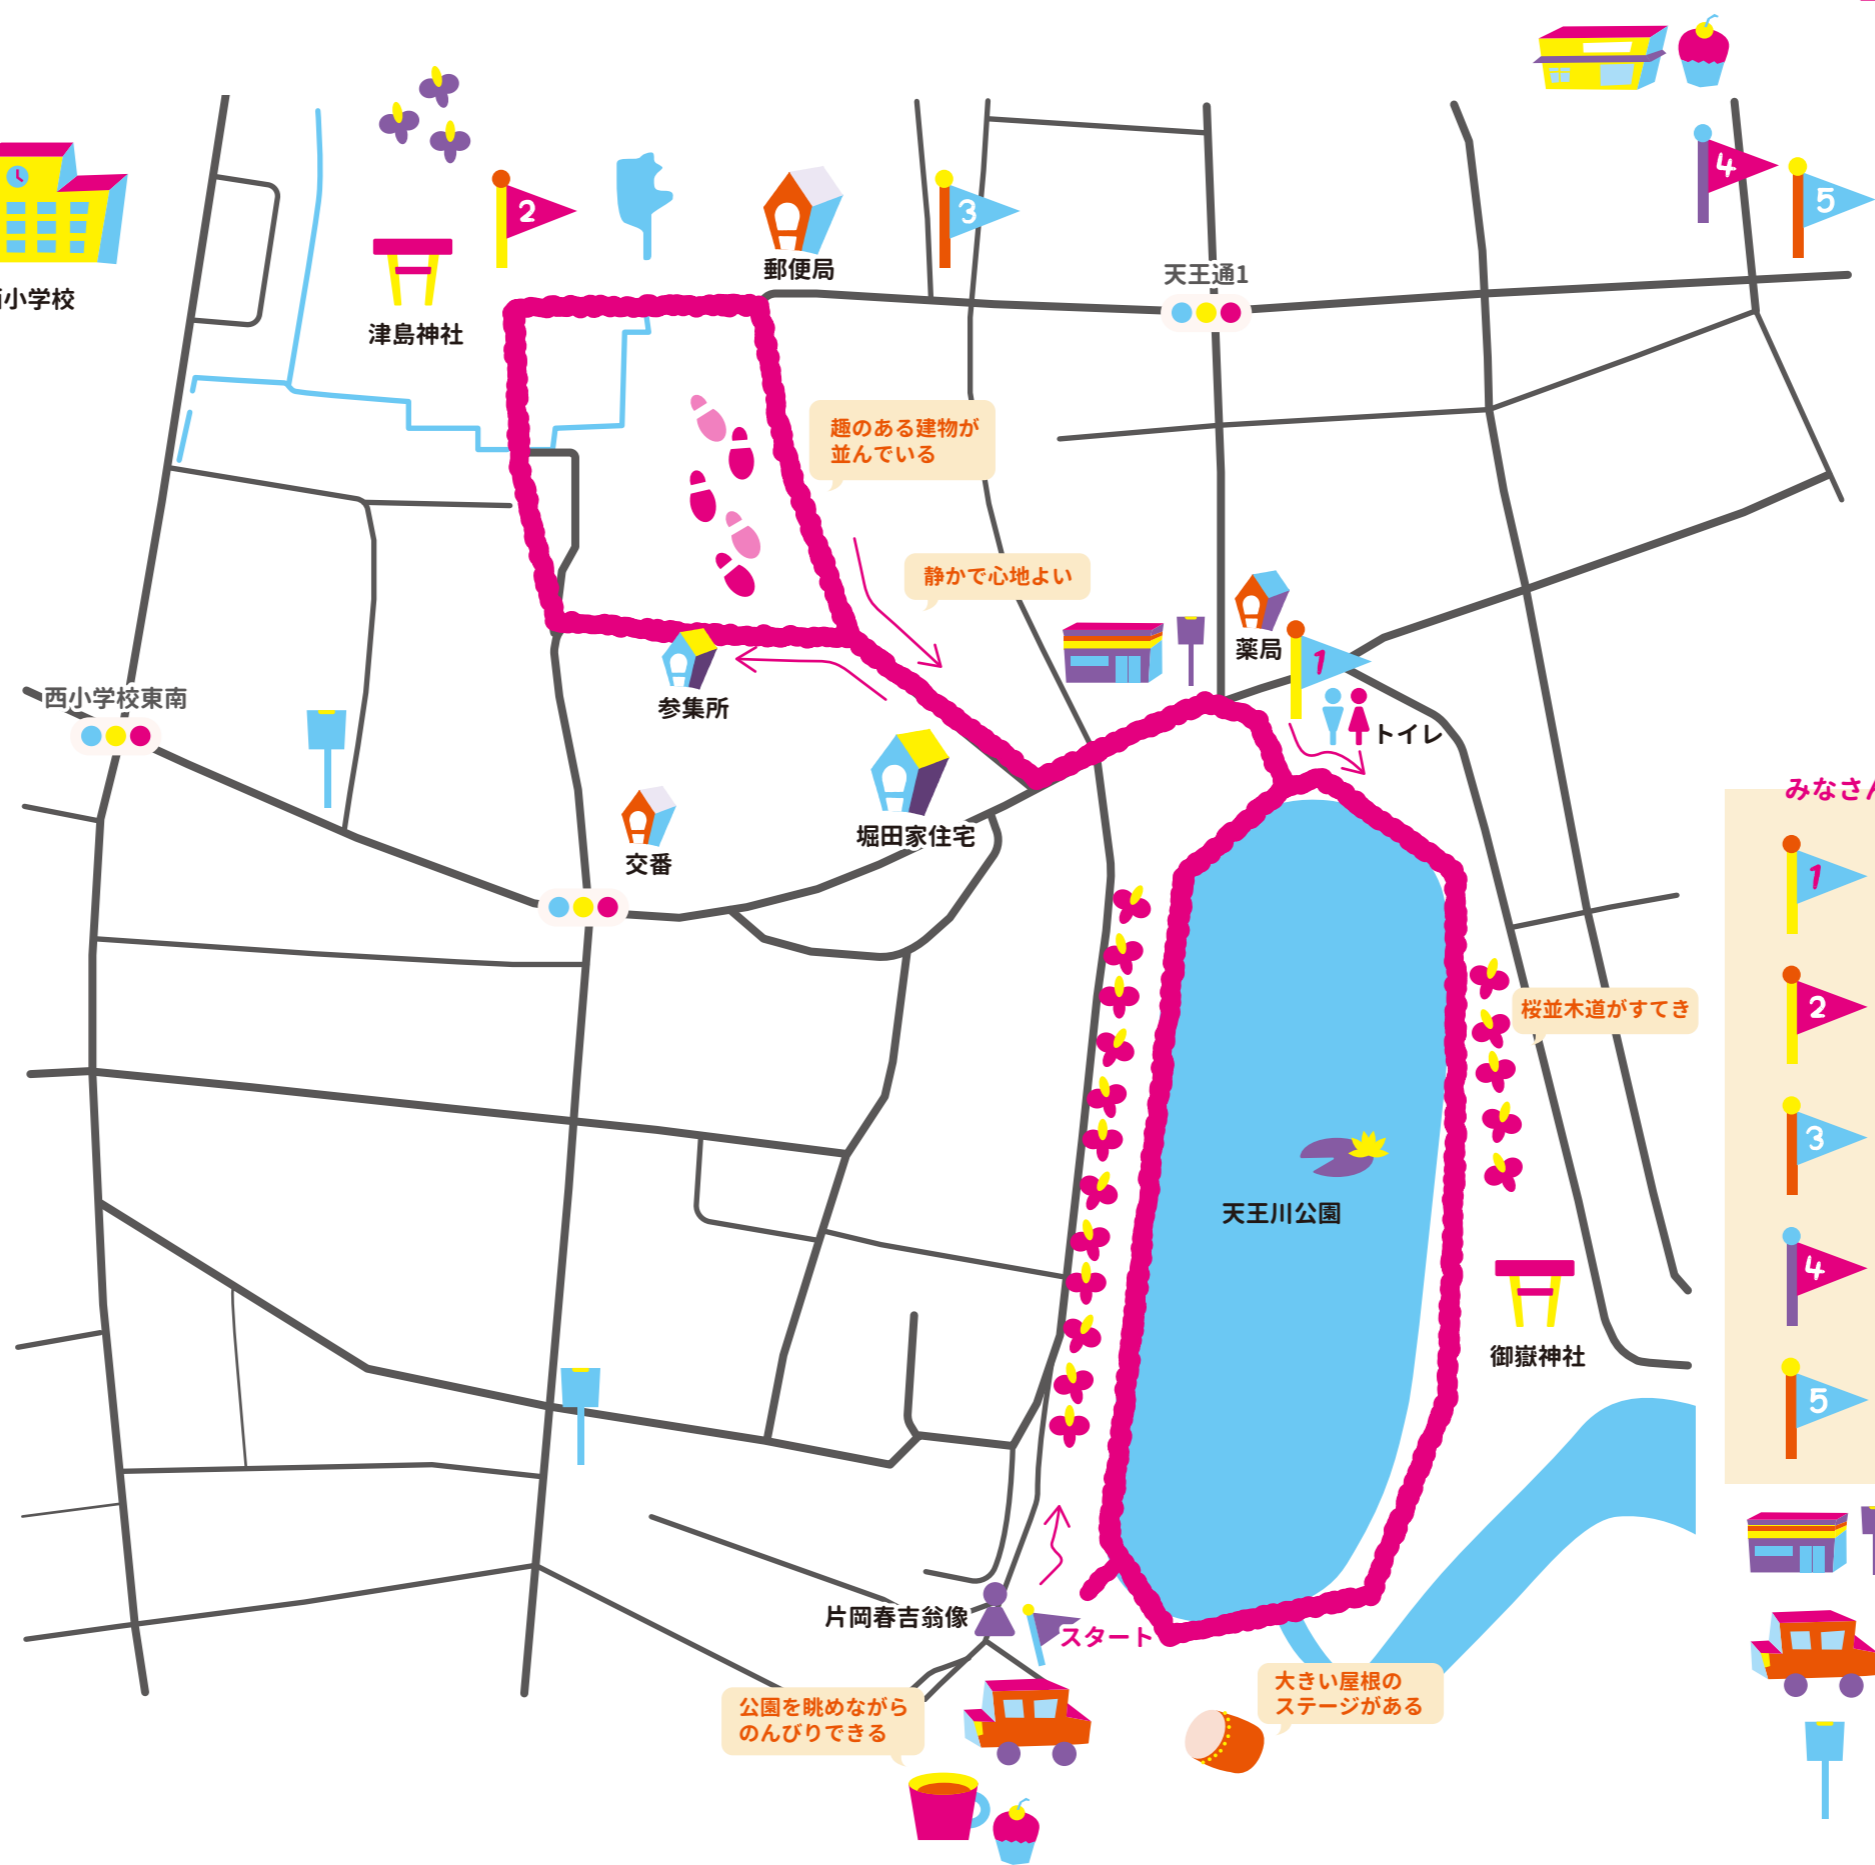 4
5
2
3
郵便局
天王通1
小学校
津島神社
趣のある建物が
並んでいる
静かで心地よい
薬局
1
参集所
西小学校東南
トイレ
みなさん
堀田家住宅
交番
1
桜並木道がすてき
2
3
天王川公園
4
御嶽神社
5
片岡春吉翁像
スタート
大きい屋根の
ステージがある
公園を眺めながら
のんびりできる